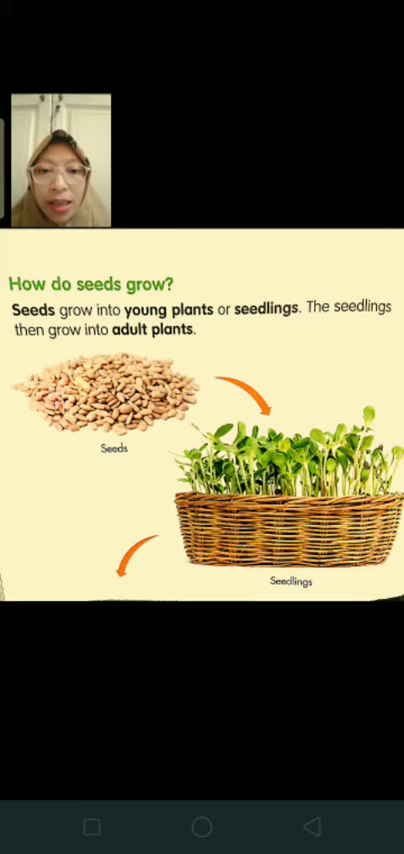 How do seeds grow?
Seeds grow into young plants or seedlings. The seedlings
then grow into adult plants.
Seeds
Seedlings